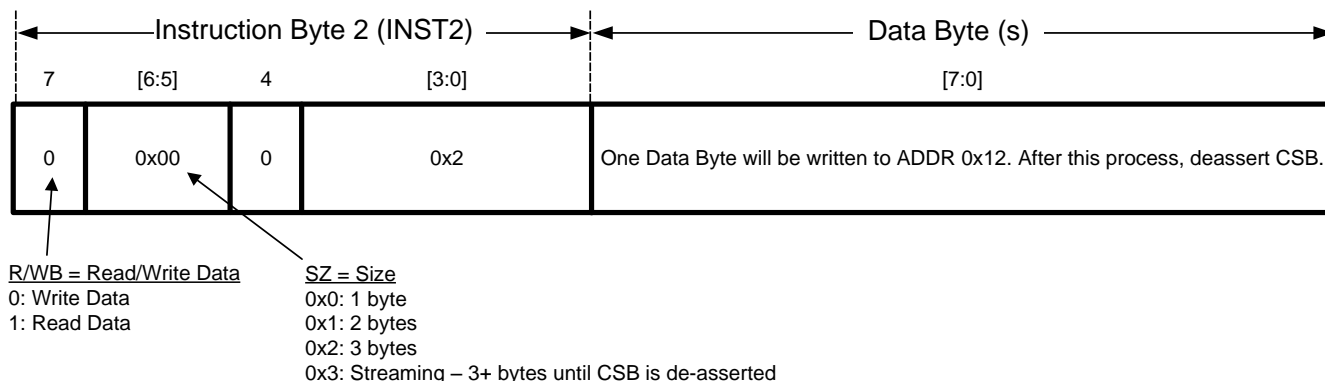 Instruction Byte 2 (INST2)
Data Byte (s)
7
[6:5]
4
[3:0]
[7:0]
0
0x00
0
0x2
One Data Byte will be written to ADDR 0x12. After this process, deassert CSB.
R/WB = Read/Write Data
0: Write Data
1: Read Data
SZ = Size
0x0: 1 byte
0x1: 2 bytes
0x2: 3 bytes
0x3: Streaming – 3+ bytes until CSB is de-asserted